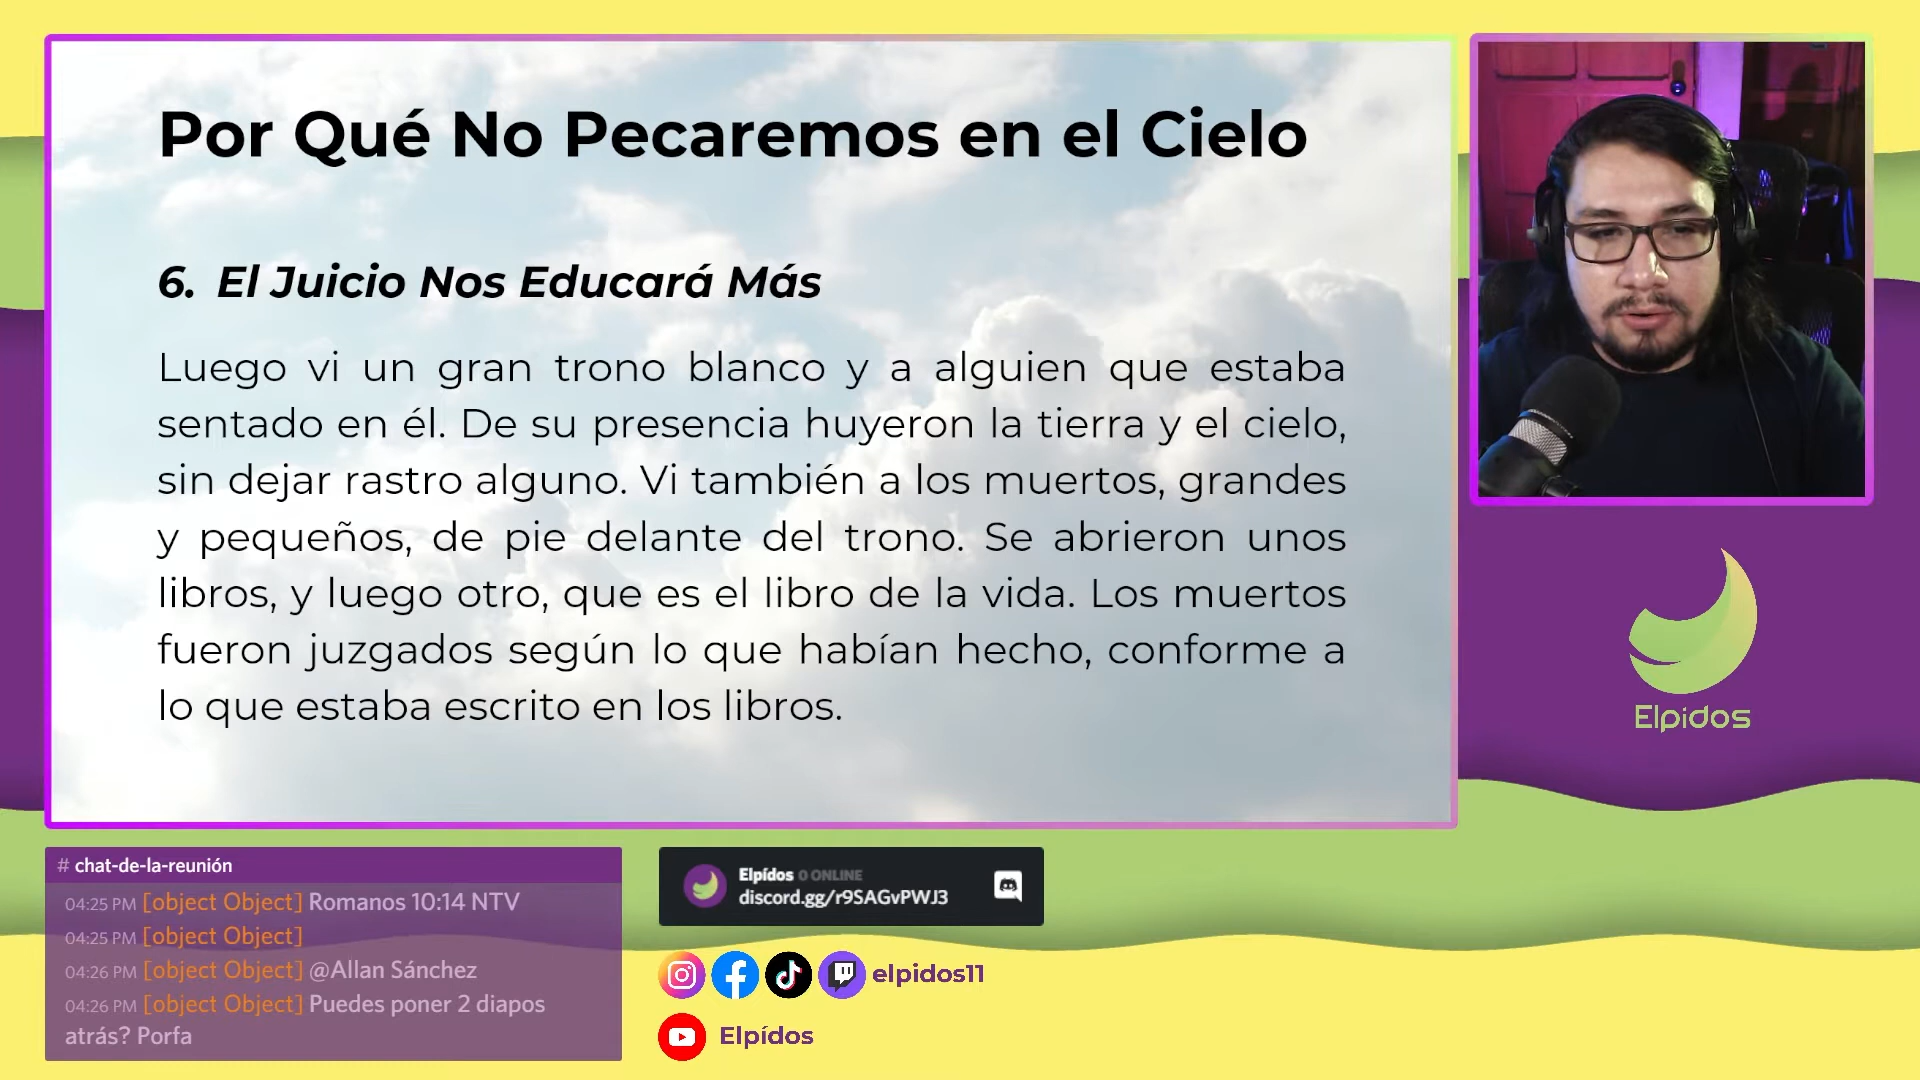 Por Qué No Pecaremos en el Cielo
6. El Juicio Nos Educará Más
Luego vi un gran trono blanco y a alguien que estaba
sentado en él. De su presencia huyeron la tierra y el cielo,
sin dejar rastro alguno. Vi también a los muertos, grandes
y pequeños, de pie delante del trono. Se abrieron unos
libros, y luego otro, que es el libro de la vida. Los muertos
fueron juzgados según lo que habían hecho, conforme a
lo que estaba escrito en los libros.
Elpidos
# chat-de-la-reunión
04:25 PM [object Object] Romanos 10:14 NTV
04:25 PM [object Object]
04:26 PM [object Object] @Allan Sánchez
04:26 PM [object Object] Puedes poner 2 diapos
atrás? Porfa
Elpídos 0 ONLINE
discord.gg/r9SAGvPWJ3
elpidos11
Elpídos